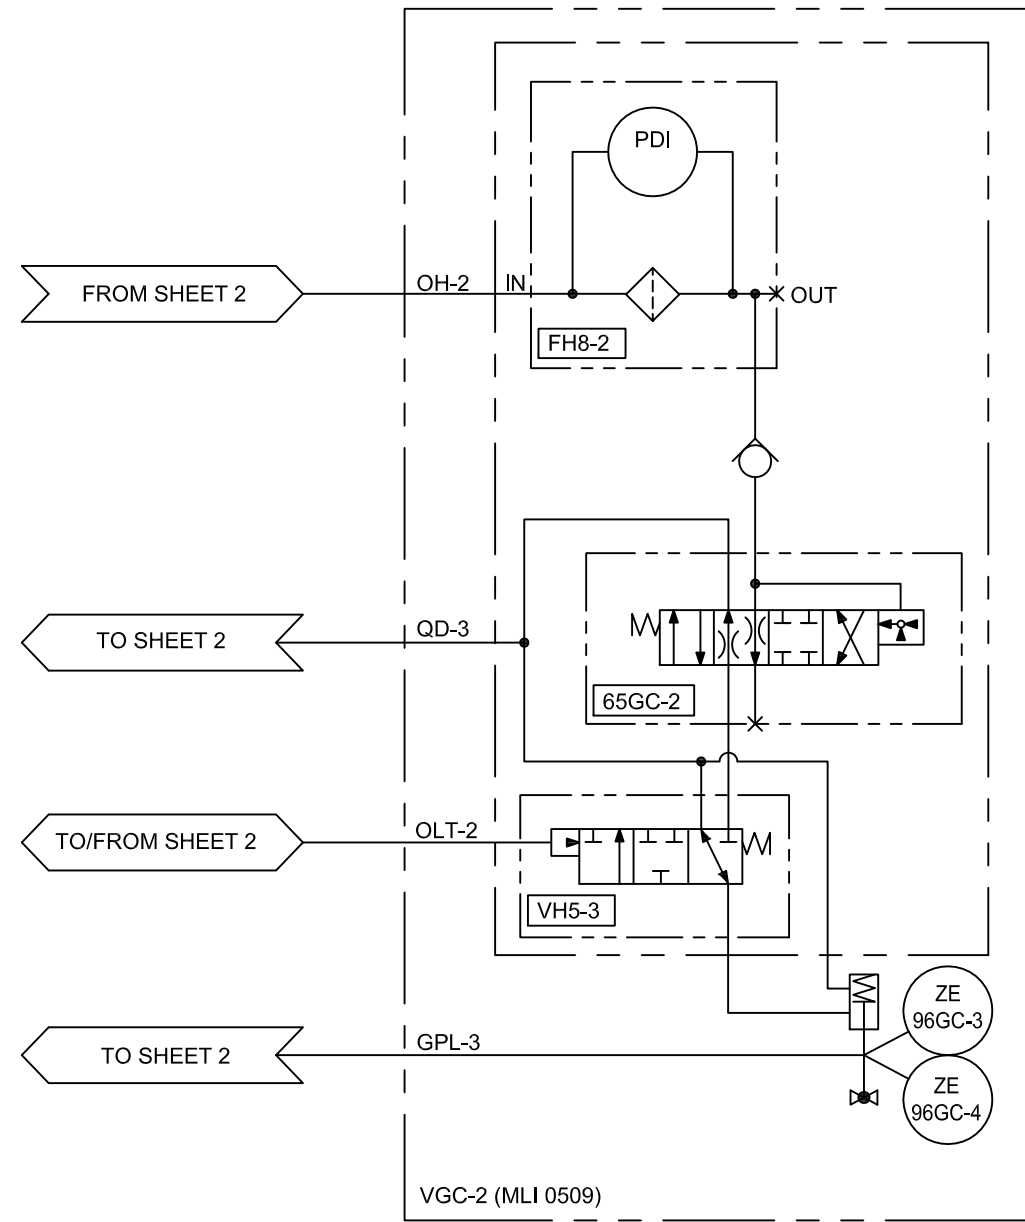 PDI
FROM SHEET 2
OH-2
IN
OUT
FH8-2
TO SHEET 2
QD-3
65GC-2
TO/FROM SHEET 2
OLT-2
VH5-3
ZE
96GC-3
TO SHEET 2
GPL-3
ZE
96GC-4
VGC-2 (MLI 0509)